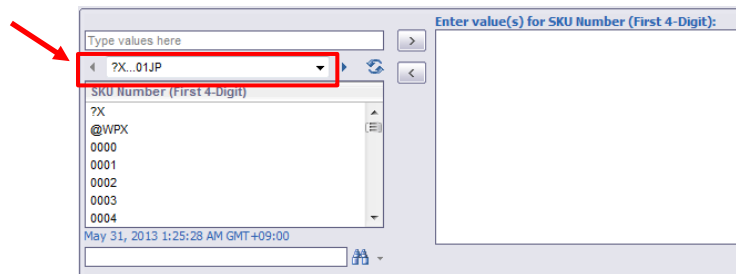 Enter value(s) for SKU Number (First 4-Digit):
Type values here
>
?X...01JP
<
SKU Number (First 4-Digit)
?X
@WPX
0000
0001
0002
0003
0004
May 31, 2013 1:25:28 AM GMT+09:00